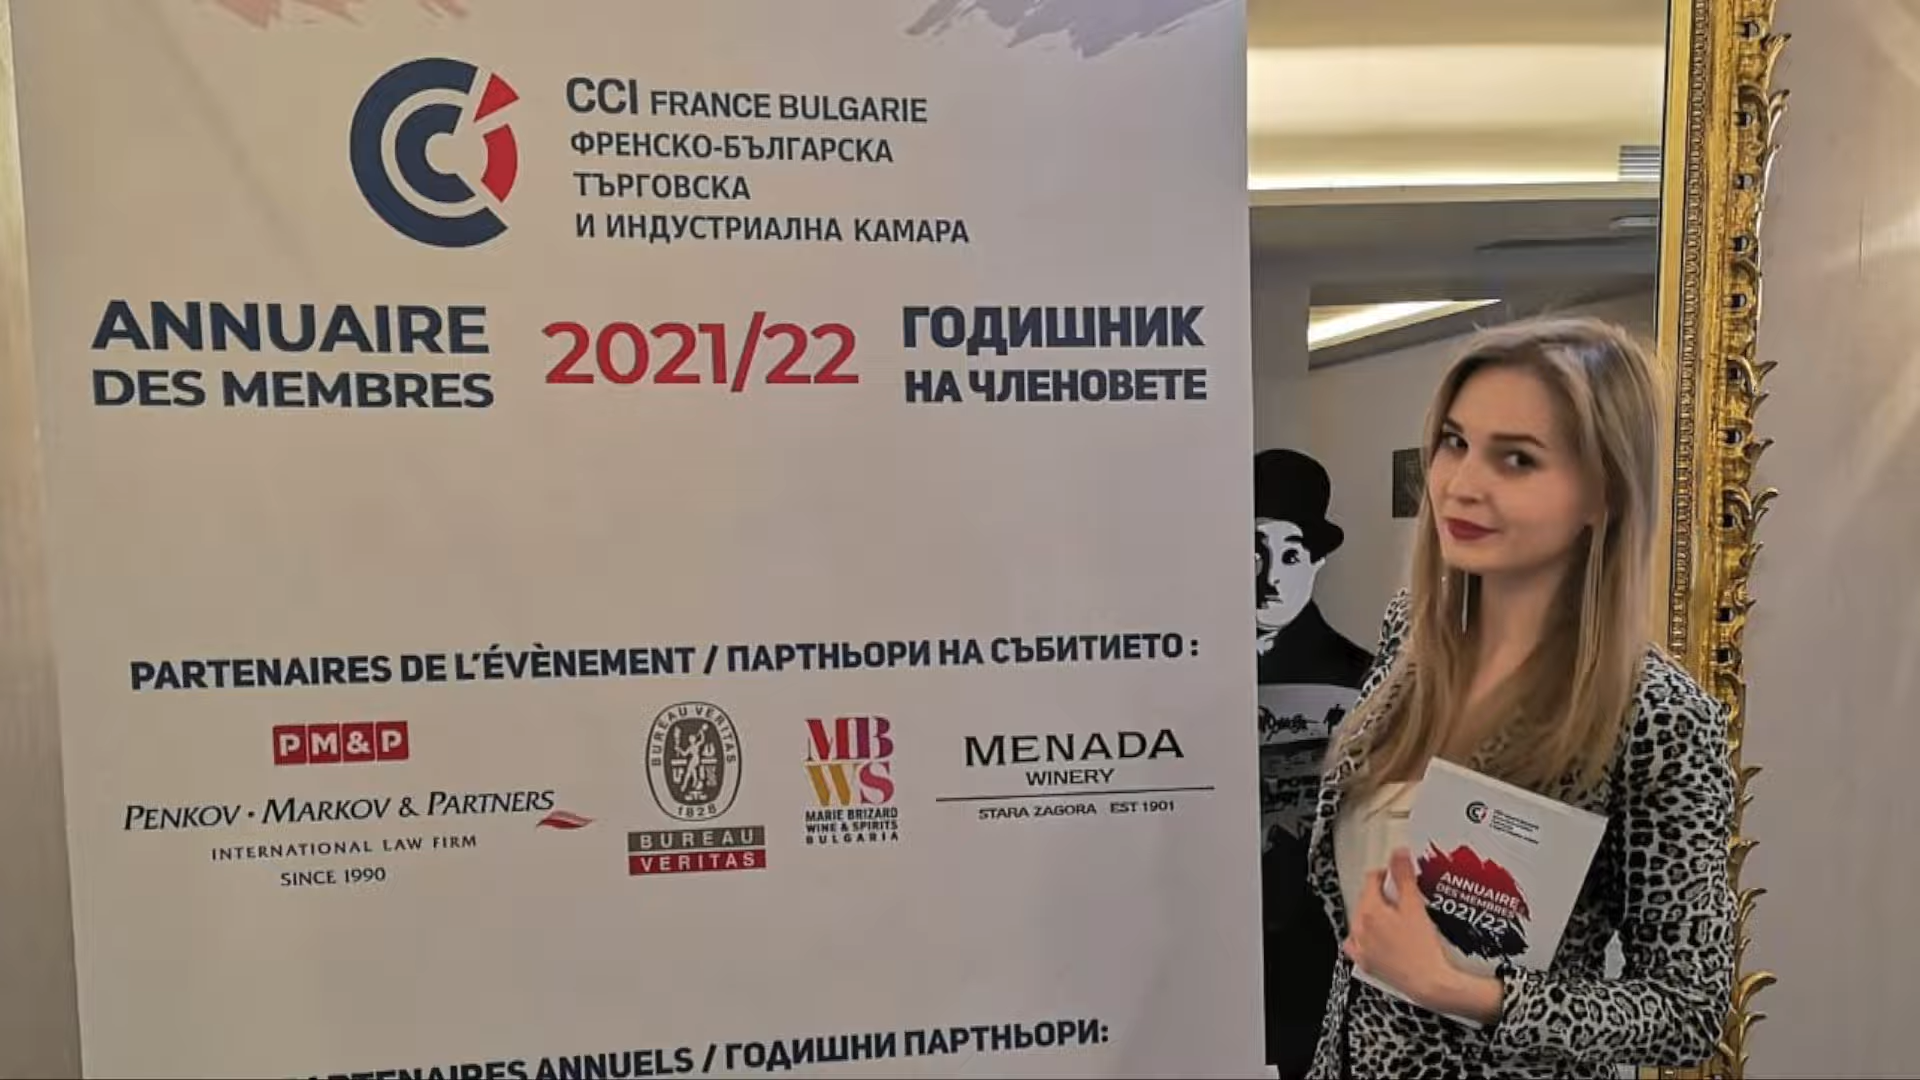 CCI FRANCE BULGARIE
ФРЕНСКО-БЪЛГАРСКА
ТЪРГОВСКА
И ИНДУСТРИАЛНА КАМАРА
ANNUAIRE
DES MEMBRES
2021/22
ГОДИШНИК
НА ЧЛЕНОВЕТЕ
PARTENAIRES DE L'ÉVÈNEMENT / ПАРТНЬОРИ НА СЪБИТИЕТО :
PM&P
PENKOV · MARKOV & PARTNERS
INTERNATIONAL LAW FIRM
SINCE 1990
BUREAU VERITAS
1828
BUREAU
VERITAS
MB
WS
MARIE BRIZARD
WINE & SPIRITS
BULGARIA
MENADA
WINERY
STARA ZAGORA EST 1901
PARTENAIRES ANNUELS / ГОДИШНИ ПАРТНЬОРИ:
ANNUAIRE
DES MEMBRES
2021/22